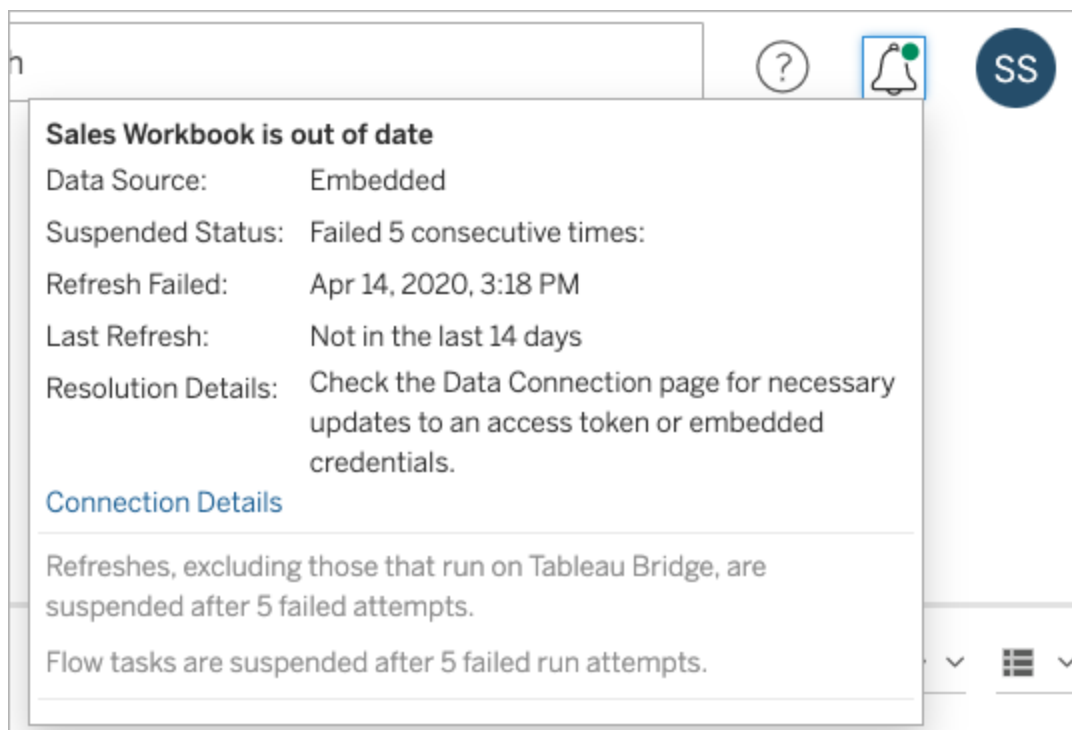 h
?
SS
Sales Workbook is out of date
Data Source: Embedded
Suspended Status: Failed 5 consecutive times:
Refresh Failed: Apr 14, 2020, 3:18 PM
Last Refresh: Not in the last 14 days
Resolution Details: Check the Data Connection page for necessary
updates to an access token or embedded
credentials.
Connection Details
Refreshes, excluding those that run on Tableau Bridge, are
suspended after 5 failed attempts.
Flow tasks are suspended after 5 failed run attempts.